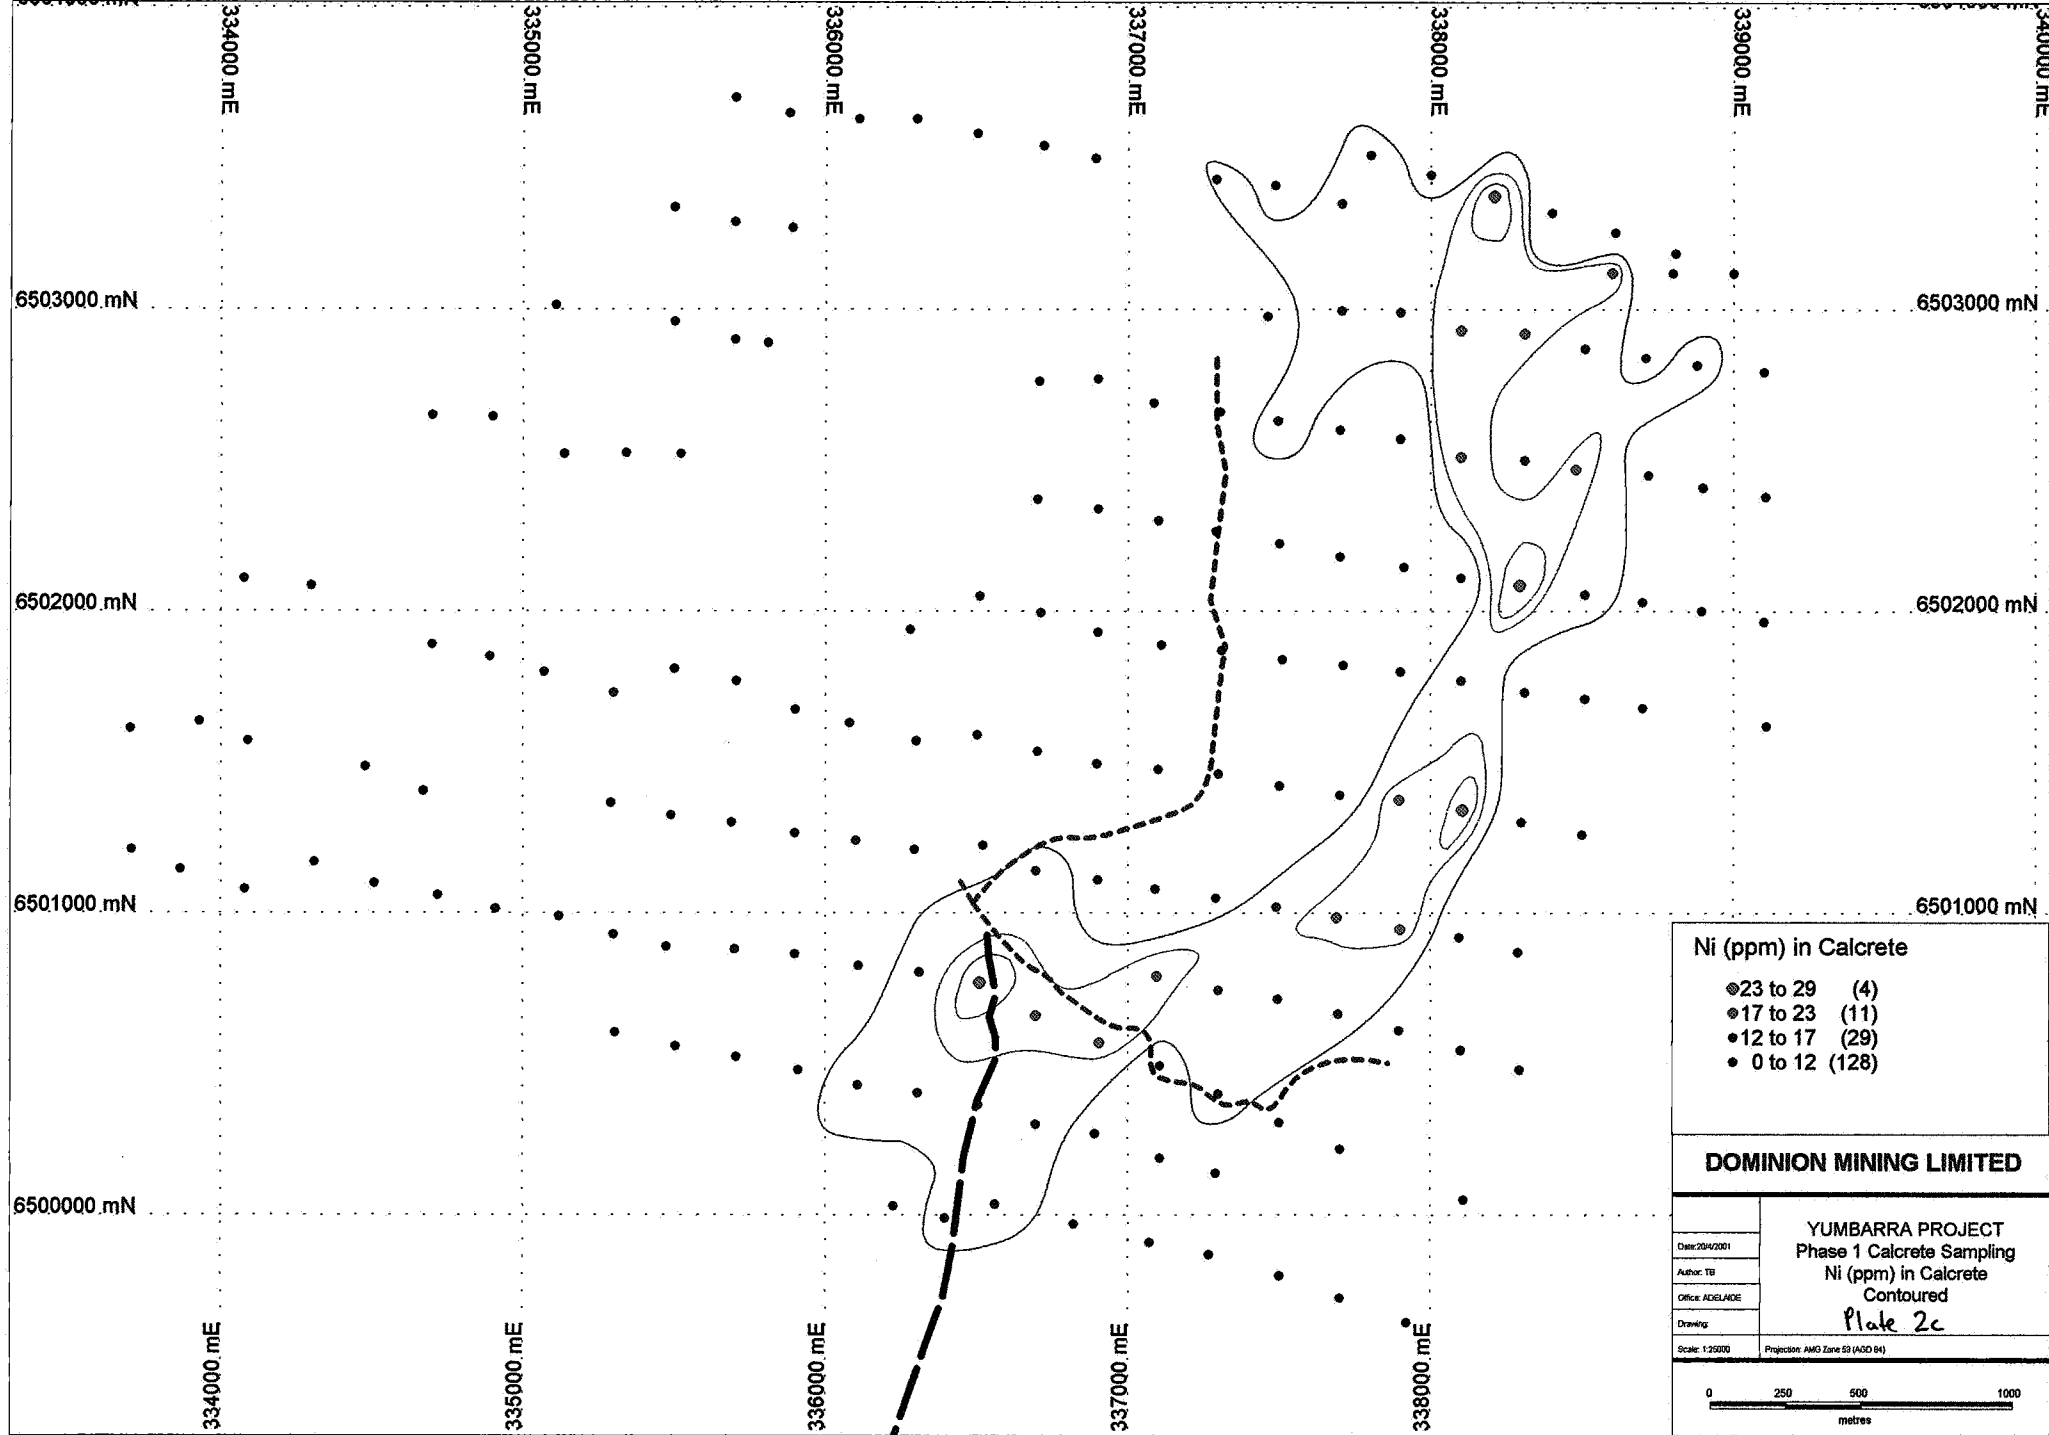 334000 mE
335000 mE
336000 mE
337000 mE
338000 mE
339000 mE
340000 mE
6503000 mN
6503000 mN
6502000 mN
6502000 mN
6501000 mN
6501000 mN
6500000 mN
334000 mE
335000 mE
336000 mE
337000 mE
338000 mE
Ni (ppm) in Calcrete
23 to 29 (4)
17 to 23 (11)
12 to 17 (29)
0 to 12 (128)
DOMINION MINING LIMITED
YUMBARRA PROJECT
Phase 1 Calcrete Sampling
Ni (ppm) in Calcrete
Contoured
Plate 2c
Date: 20/4/2001
Author: TB
Office: ADELAIDE
Drawing:
Scale: 1:25000
Projection: AMG Zone 53 (AGD 84)
0 250 500 1000
metres